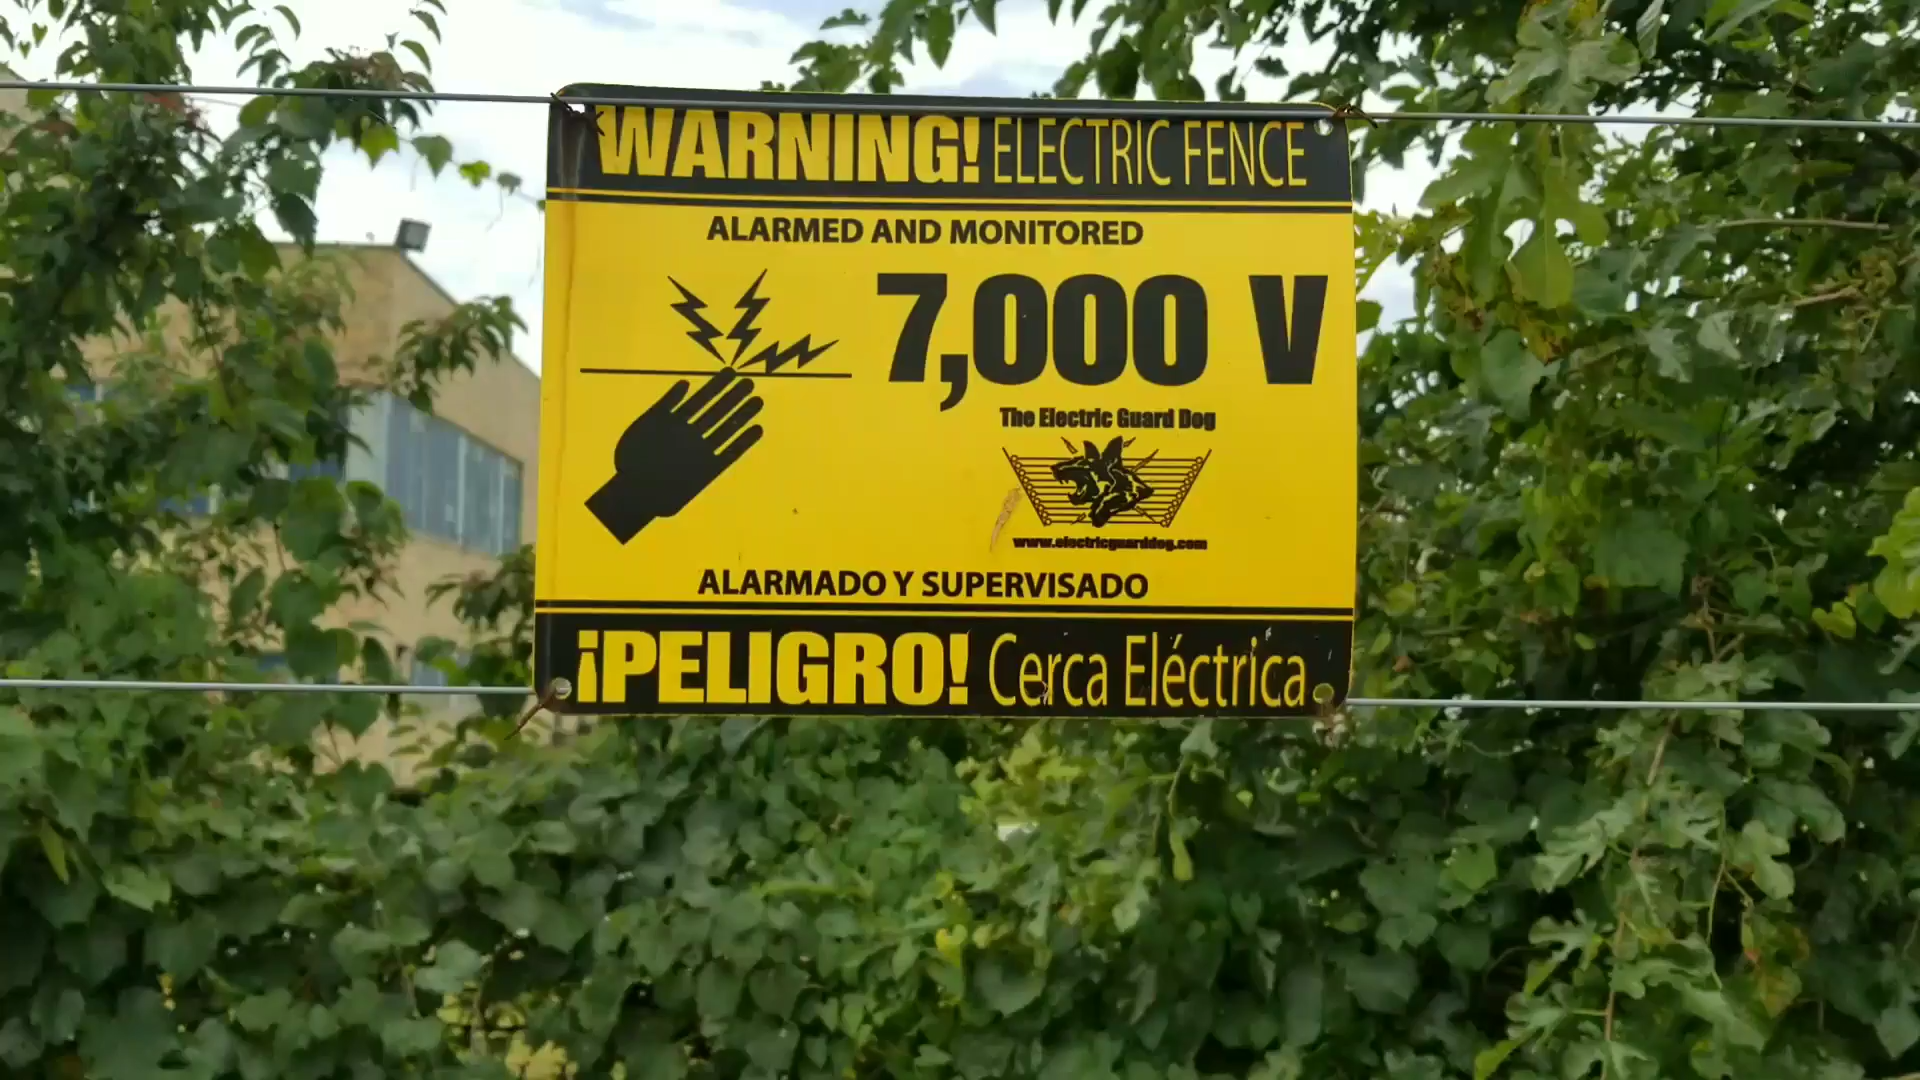 WARNING! ELECTRIC FENCE
ALARMED AND MONITORED
7,000 V
The Electric Guard Dog
www.electricguarddog.com
ALARMADO Y SUPERVISADO
¡PELIGRO! Cerca Eléctrica